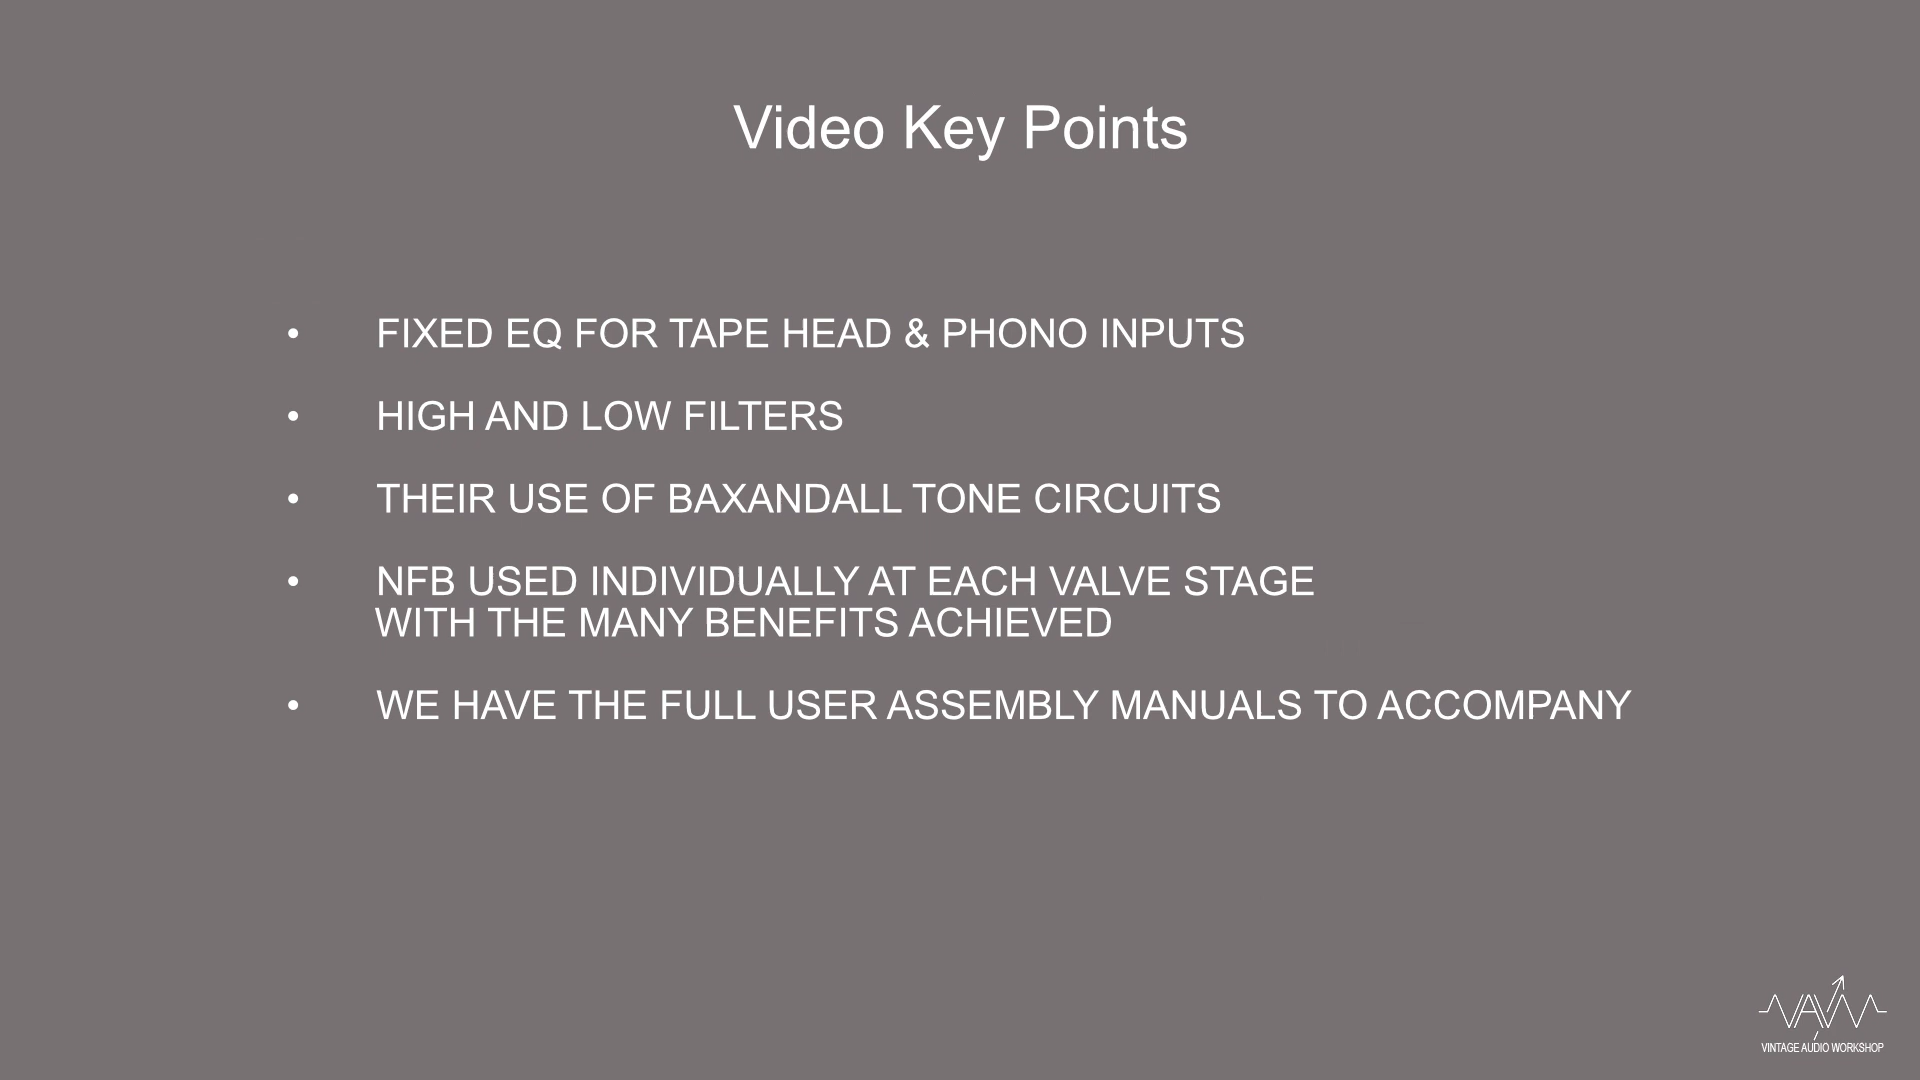 Video Key Points
• FIXED EQ FOR TAPE HEAD & PHONO INPUTS
• HIGH AND LOW FILTERS
• THEIR USE OF BAXANDALL TONE CIRCUITS
• NFB USED INDIVIDUALLY AT EACH VALVE STAGE
WITH THE MANY BENEFITS ACHIEVED
• WE HAVE THE FULL USER ASSEMBLY MANUALS TO ACCOMPANY
VAW
VINTAGE AUDIO WORKSHOP